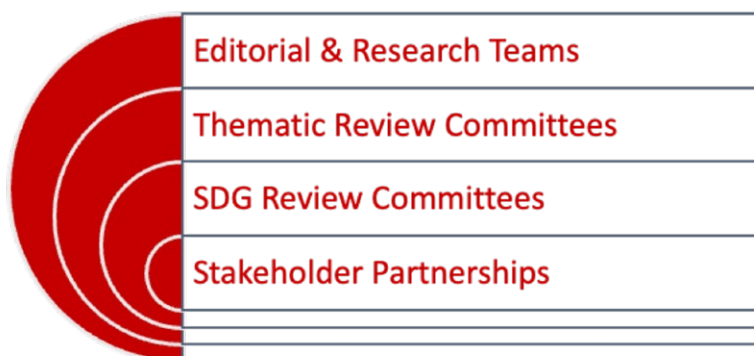 Editorial & Research Teams
Thematic Review Committees
SDG Review Committees
Stakeholder Partnerships